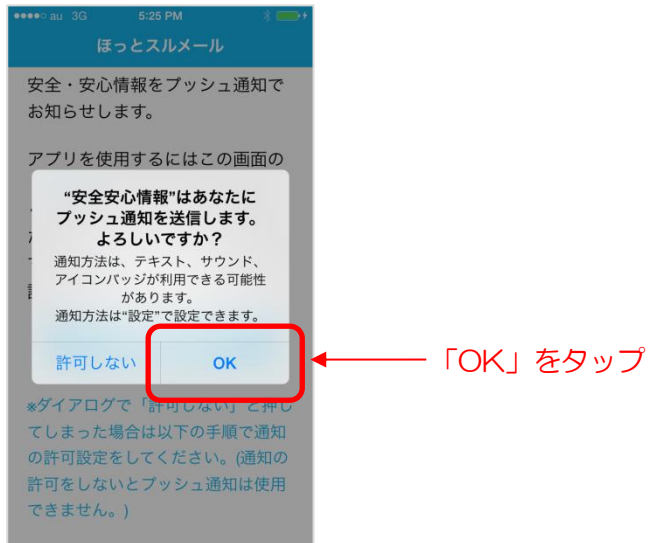 au 3G 5:25 PM
ほっとスルメール
安全・安心情報をプッシュ通知で
お知らせします。
アプリを使用するにはこの画面の
“安全安心情報”はあなたに
プッシュ通知を送信します。
よろしいですか？
通知方法は、テキスト、サウンド、
アイコンバッジが利用できる可能性
があります。
通知方法は“設定”で設定できます。
許可しない OK
「OK」をタップ
※ダイアログで「許可しない」と押し
てしまった場合は以下の手順で通知
の許可設定をしてください。(通知の
許可をしないとプッシュ通知は使用
できません。)